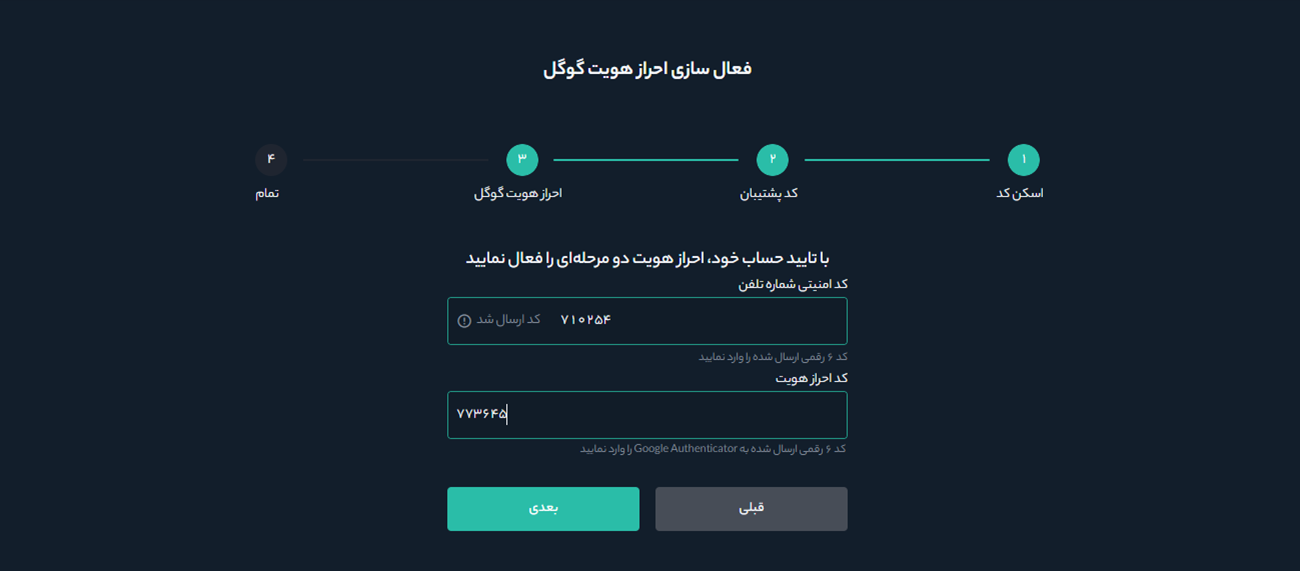 فعال سازی احراز هویت گوگل
۱ ۲ ۳ ۴
اسکن کد کد پشتیبان احراز هویت گوگل تمام
با تایید حساب خود، احراز هویت دو مرحله‌ای را فعال نمایید
کد امنیتی شماره تلفن
۷۱۰۲۵۴ کد ارسال شد
کد ۶ رقمی ارسال شده را وارد نمایید
کد احراز هویت
۷۷۳۶۴۵
کد ۶ رقمی ارسال شده به Google Authenticator را وارد نمایید
قبلی بعدی